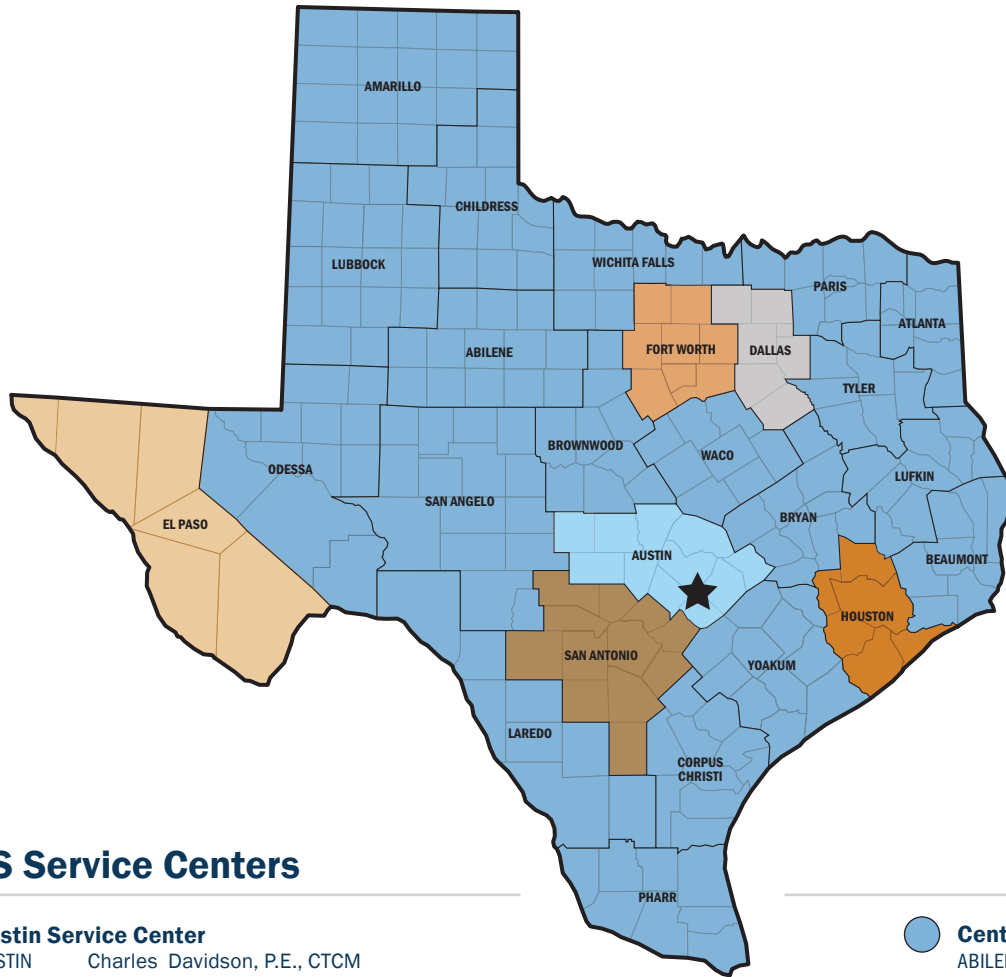 AMARILLO
CHILDRESS
LUBBOCK
WICHITA FALLS
PARIS
ATLANTA
ABILENE
FORT WORTH
DALLAS
TYLER
BROWNWOOD
WACO
ODESSA
LUFKIN
SAN ANGELO
BRYAN
EL PASO
AUSTIN
BEAUMONT
HOUSTON
SAN ANTONIO
YOAKUM
LAREDO
CORPUS
CHRISTI
PHARR
S Service Centers
stin Service Center
STIN Charles Davidson, P.E., CTCM
Cent
ABILEN